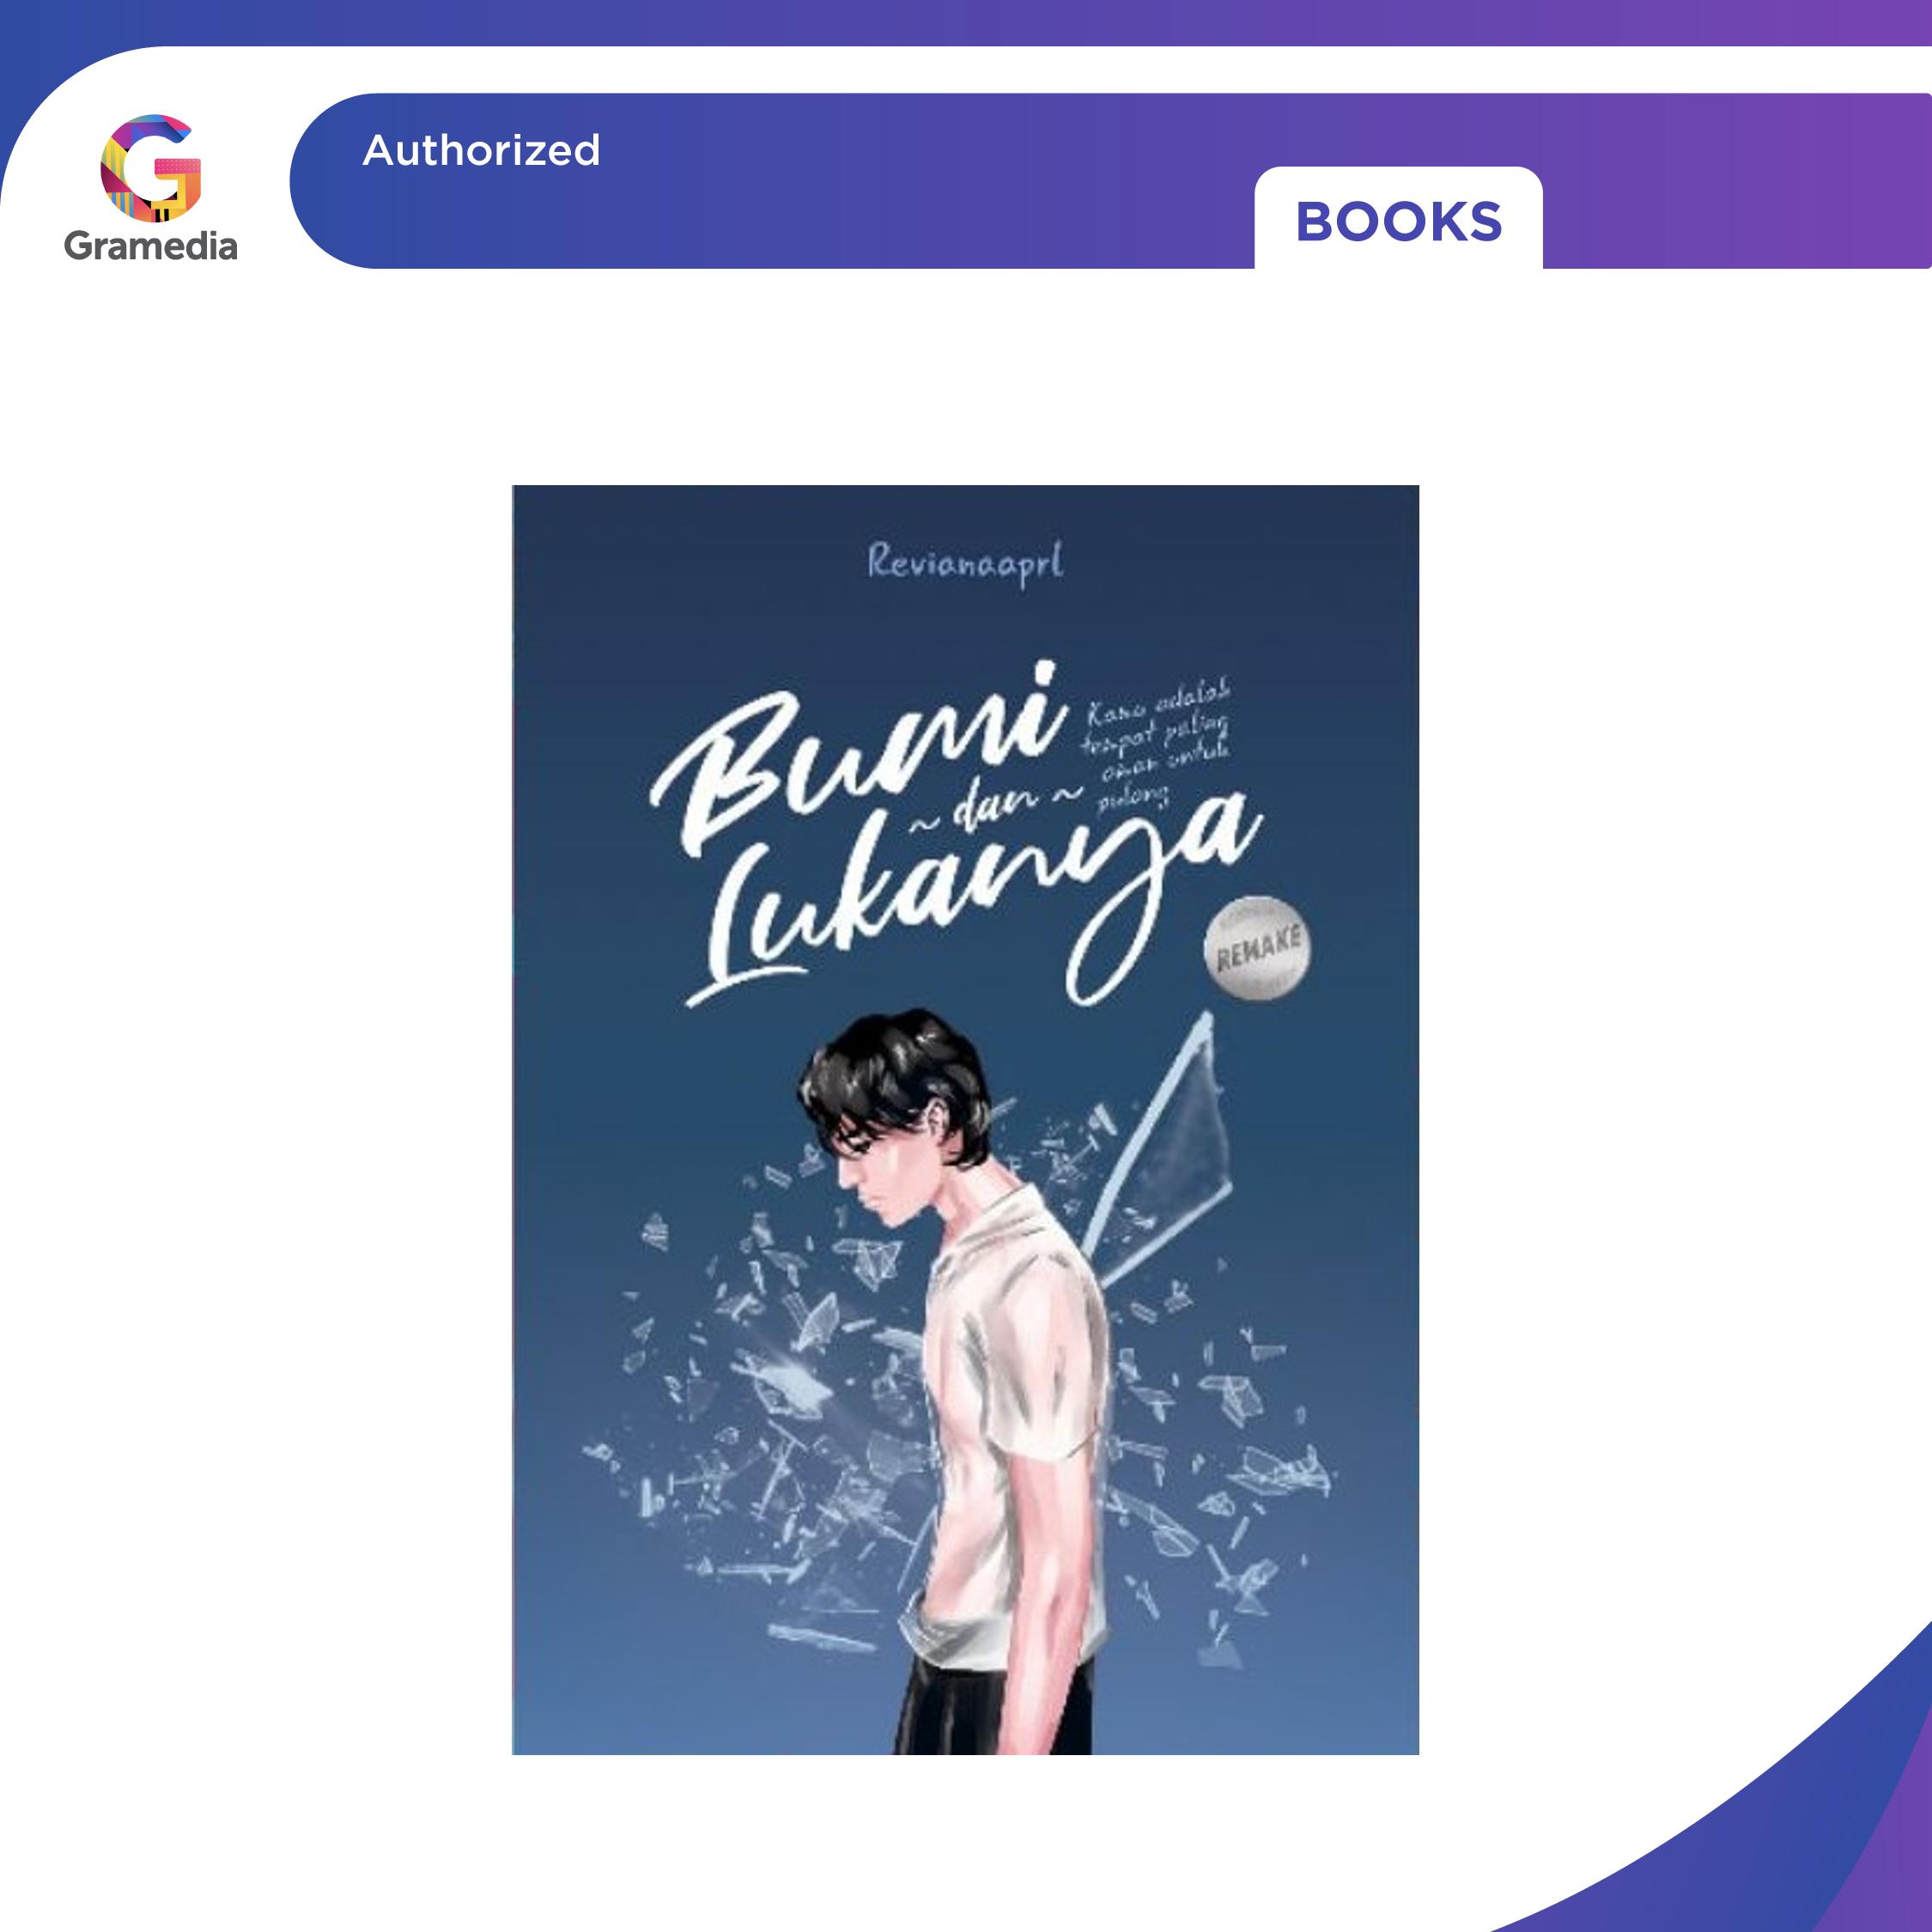 Authorized
Gramedia
BOOKS
Revianaaprl
Bumi
Kamu adalah
tempat paling
aman untuk
pulang
~ dan ~
Lukanya
REMAKE